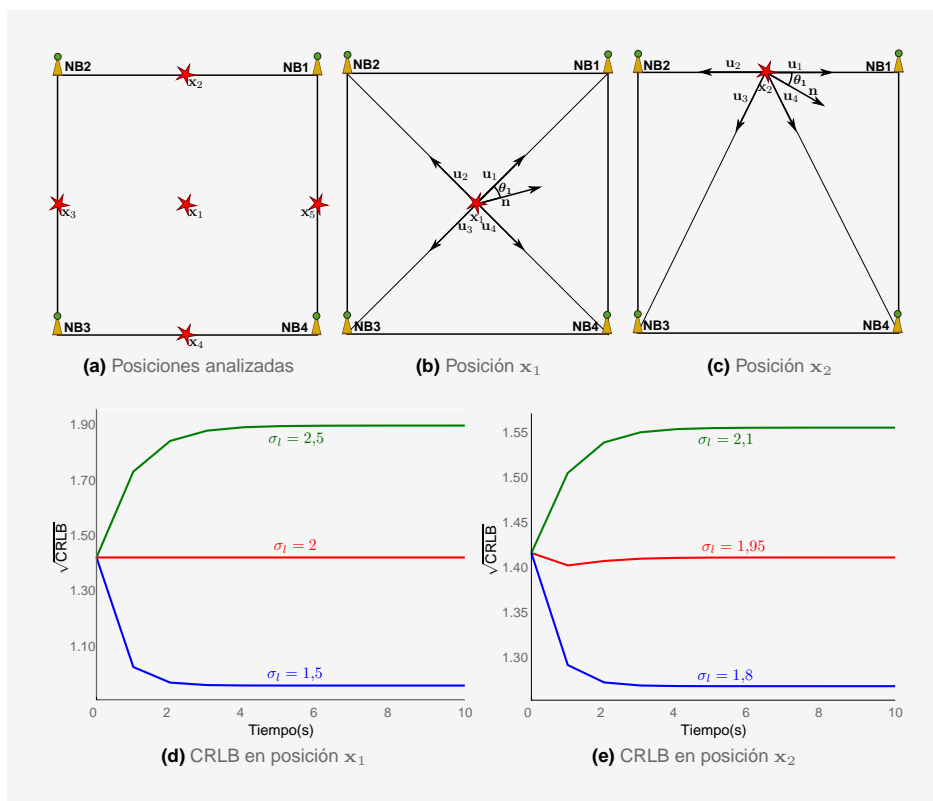 NB2
NB1
x₂
x₃
x₁
x₅
NB3
NB4
x₄
(a) Posiciones analizadas
NB2
NB1
u₂
u₁
θ₁
n
x₁
u₃
u₄
NB3
NB4
(b) Posición x₁
NB2
NB1
u₂
u₁
θ₁
x₂
n
u₃
u₄
NB3
NB4
(c) Posición x₂
√CRLB
1.90
1.70
1.50
1.30
1.10
σₗ = 2,5
σₗ = 2
σₗ = 1,5
0 2 4 6 8 10
Tiempo(s)
(d) CRLB en posición x₁
√CRLB
1.55
1.50
1.45
1.40
1.35
1.30
σₗ = 2,1
σₗ = 1,95
σₗ = 1,8
0 2 4 6 8 10
Tiempo(s)
(e) CRLB en posición x₂